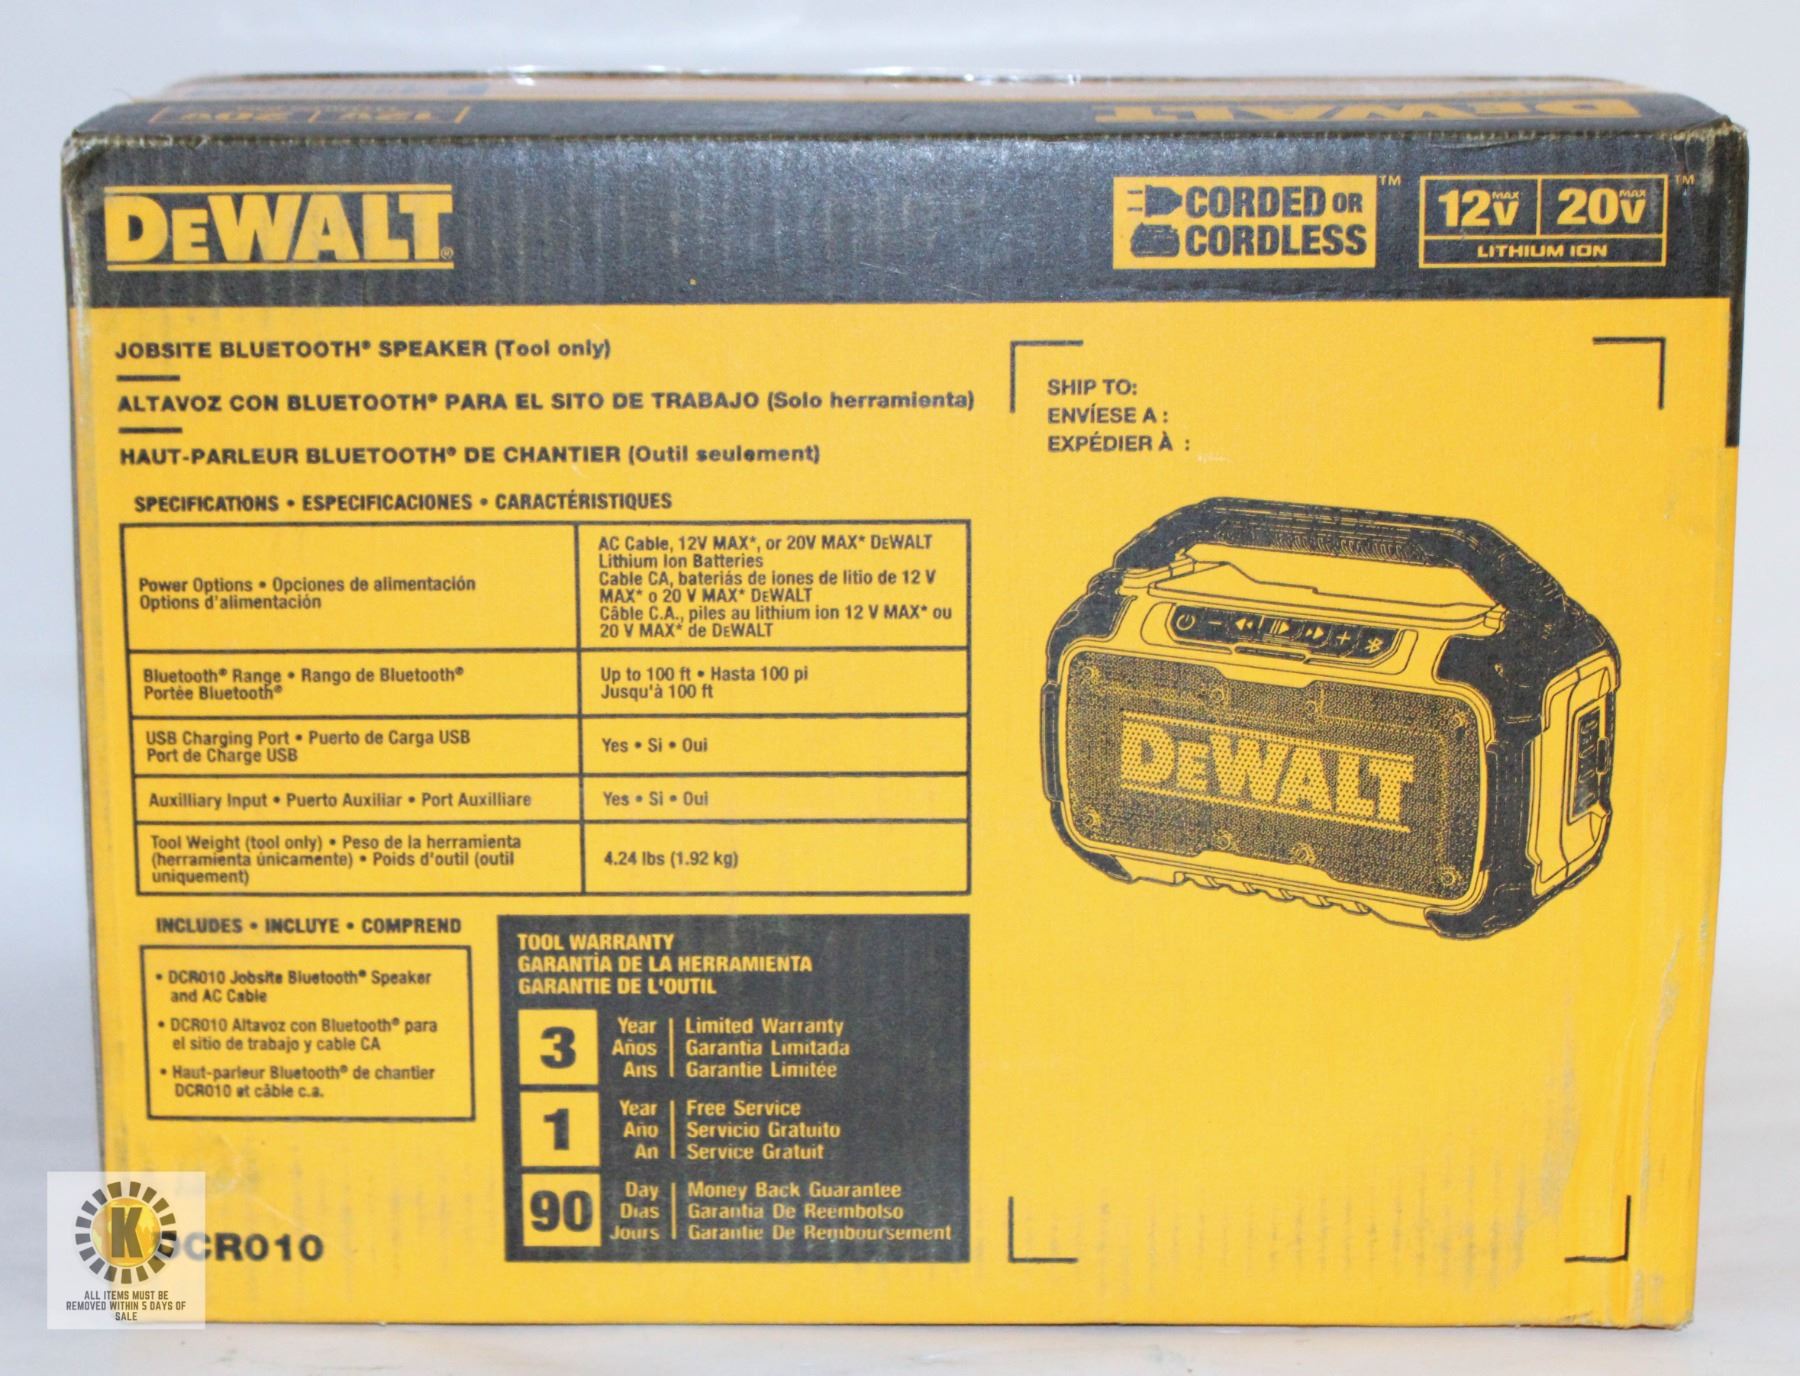 20V 12V
DEWALT
DEWALT®
CORDED OR
CORDLESS
™
12V MAX 20V MAX
LITHIUM ION
™
JOBSITE BLUETOOTH® SPEAKER (Tool only)
ALTAVOZ CON BLUETOOTH® PARA EL SITO DE TRABAJO (Solo herramienta)
HAUT-PARLEUR BLUETOOTH® DE CHANTIER (Outil seulement)
SHIP TO:
ENVÍESE A :
EXPÉDIER À :
SPECIFICATIONS • ESPECIFICACIONES • CARACTÉRISTIQUES
Power Options • Opciones de alimentación
Options d'alimentación
AC Cable, 12V MAX*, or 20V MAX* DEWALT
Lithium Ion Batteries
Cable CA, bateriás de iones de litio de 12 V
MAX* o 20 V MAX* DEWALT
Câble C.A., piles au lithium ion 12 V MAX* ou
20 V MAX* de DEWALT
Bluetooth® Range • Rango de Bluetooth®
Portée Bluetooth®
Up to 100 ft • Hasta 100 pi
Jusqu'à 100 ft
USB Charging Port • Puerto de Carga USB
Port de Charge USB
Yes • Si • Oui
Auxilliary Input • Puerto Auxiliar • Port Auxilliare
Yes • Si • Oui
Tool Weight (tool only) • Peso de la herramienta
(herramienta únicamente) • Poids d'outil (outil
uniquement)
4.24 lbs (1.92 kg)
DEWALT
INCLUDES • INCLUYE • COMPREND
• DCR010 Jobsite Bluetooth® Speaker
and AC Cable
• DCR010 Altavoz con Bluetooth® para
el sitio de trabajo y cable CA
• Haut-parleur Bluetooth® de chantier
DCR010 et câble c.a.
TOOL WARRANTY
GARANTÍA DE LA HERRAMIENTA
GARANTIE DE L'OUTIL
3
Year Limited Warranty
Años Garantia Limitada
Ans Garantie Limitée
1
Year Free Service
Año Servicio Gratuito
An Service Gratuit
90
Day Money Back Guarantee
Dias Garantia De Reembolso
Jours Garantie De Remboursement
DCR010
K
ALL ITEMS MUST BE
REMOVED WITHIN 5 DAYS OF
SALE